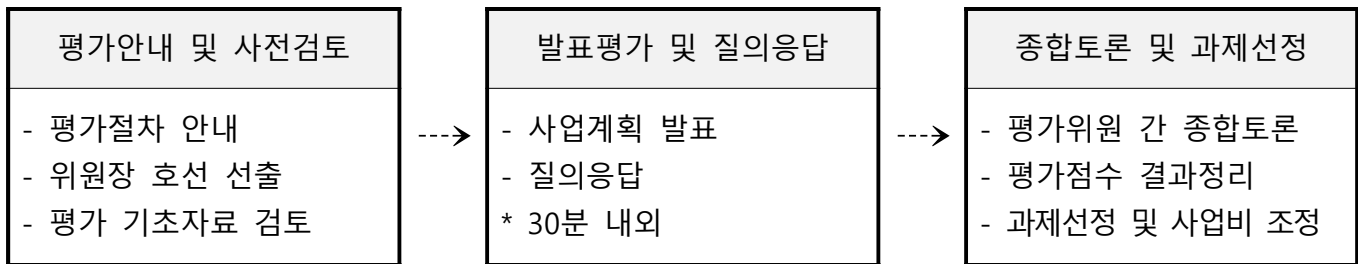 평가안내 및 사전검토
- 평가절차 안내
- 위원장 호선 선출
- 평가 기초자료 검토
발표평가 및 질의응답
- 사업계획 발표
- 질의응답
* 30분 내외
종합토론 및 과제선정
- 평가위원 간 종합토론
- 평가점수 결과정리
- 과제선정 및 사업비 조정